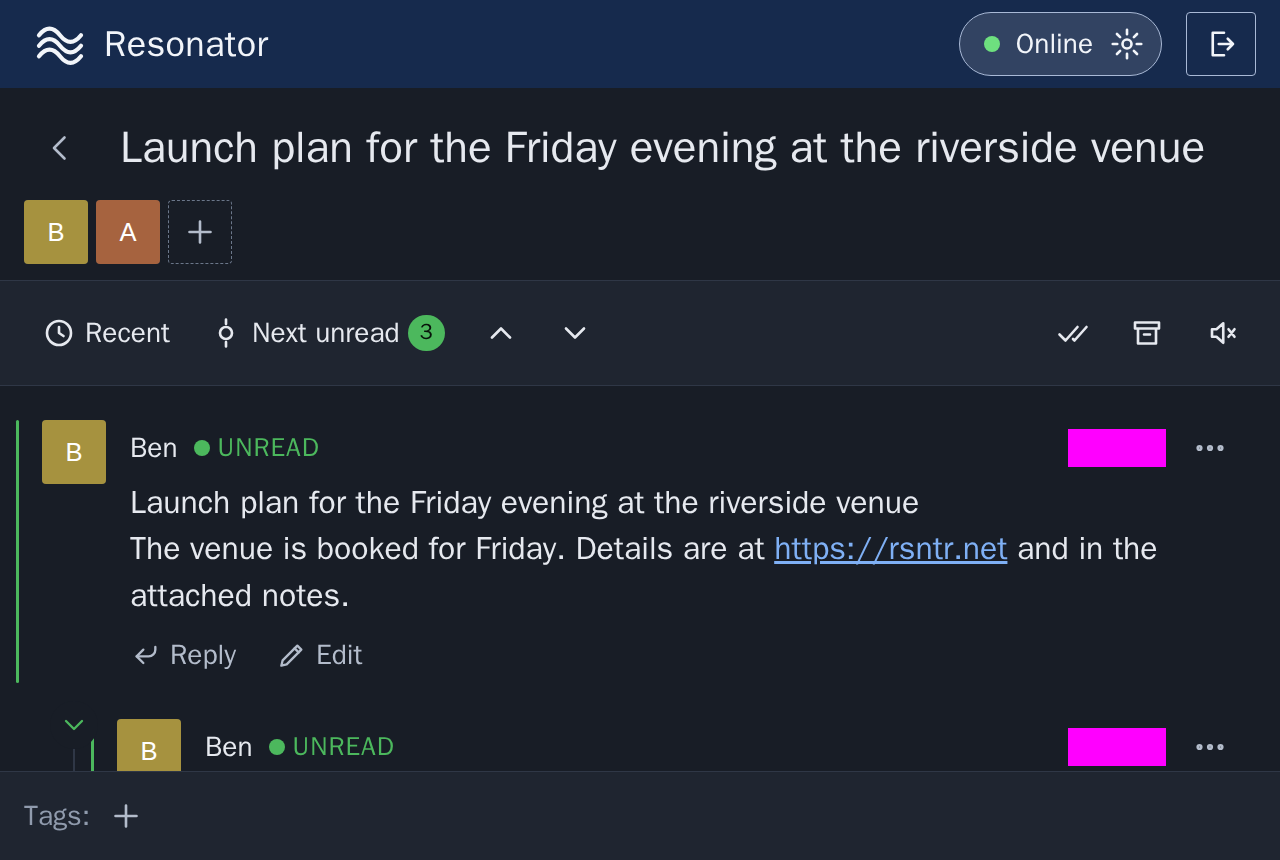 Resonator
Online
Launch plan for the Friday evening at the riverside venue
B A
Recent Next unread 3
B Ben UNREAD
Launch plan for the Friday evening at the riverside venue
The venue is booked for Friday. Details are at https://rsntr.net and in the
attached notes.
Reply Edit
B Ben UNREAD
Tags: